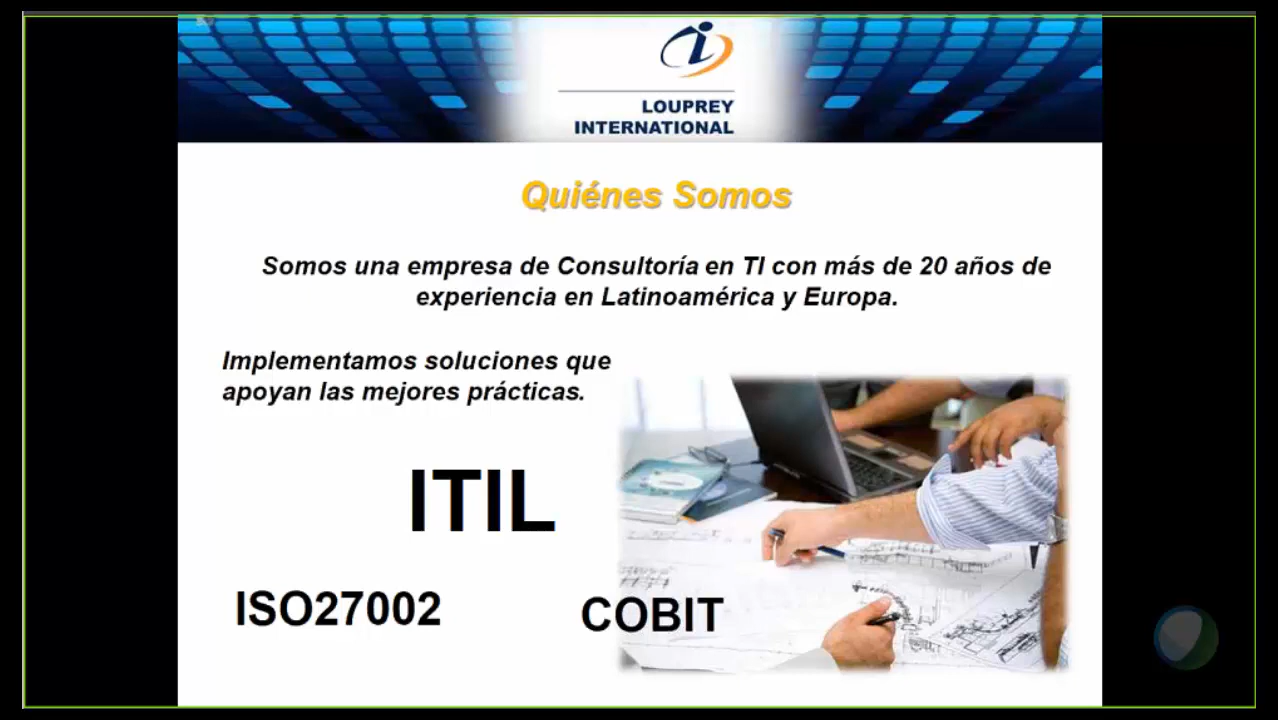 LOUPREY
INTERNATIONAL
Quiénes Somos
Somos una empresa de Consultoría en TI con más de 20 años de
experiencia en Latinoamérica y Europa.
Implementamos soluciones que
apoyan las mejores prácticas.
ITIL
ISO27002
COBIT